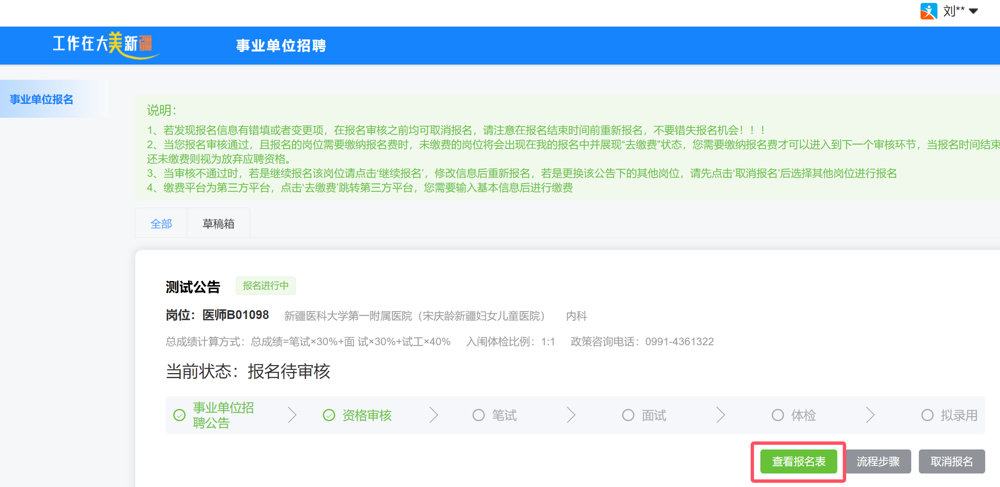 刘**
工作在大美新疆
事业单位招聘
事业单位报名
说明：
1、若发现报名信息有错填或者变更项，在报名审核之前均可取消报名，请注意在报名结束时间前重新报名，不要错失报名机会！！！
2、当您报名审核通过，且报名的岗位需要缴纳报名费时，未缴费的岗位将会出现在我的报名中并展现“去缴费”状态，您需要缴纳报名费才可以进入到下一个审核环节，当报名时间结束
还未缴费则视为放弃应聘资格。
3、当审核不通过时，若是继续报名该岗位请点击‘继续报名’，修改信息后重新报名，若是更换该公告下的其他岗位，请先点击‘取消报名’后选择其他岗位进行报名
4、缴费平台为第三方平台，点击‘去缴费’跳转第三方平台，您需要输入基本信息后进行缴费
全部
草稿箱
测试公告
报名进行中
岗位：医师B01098 新疆医科大学第一附属医院（宋庆龄新疆妇女儿童医院） 内科
总成绩计算方式：总成绩=笔试×30%+面 试×30%+试工×40% 入闱体检比例：1:1 政策咨询电话：0991-4361322
当前状态：报名待审核
事业单位招
聘公告
资格审核
笔试
面试
体检
拟录用
查看报名表
流程步骤
取消报名